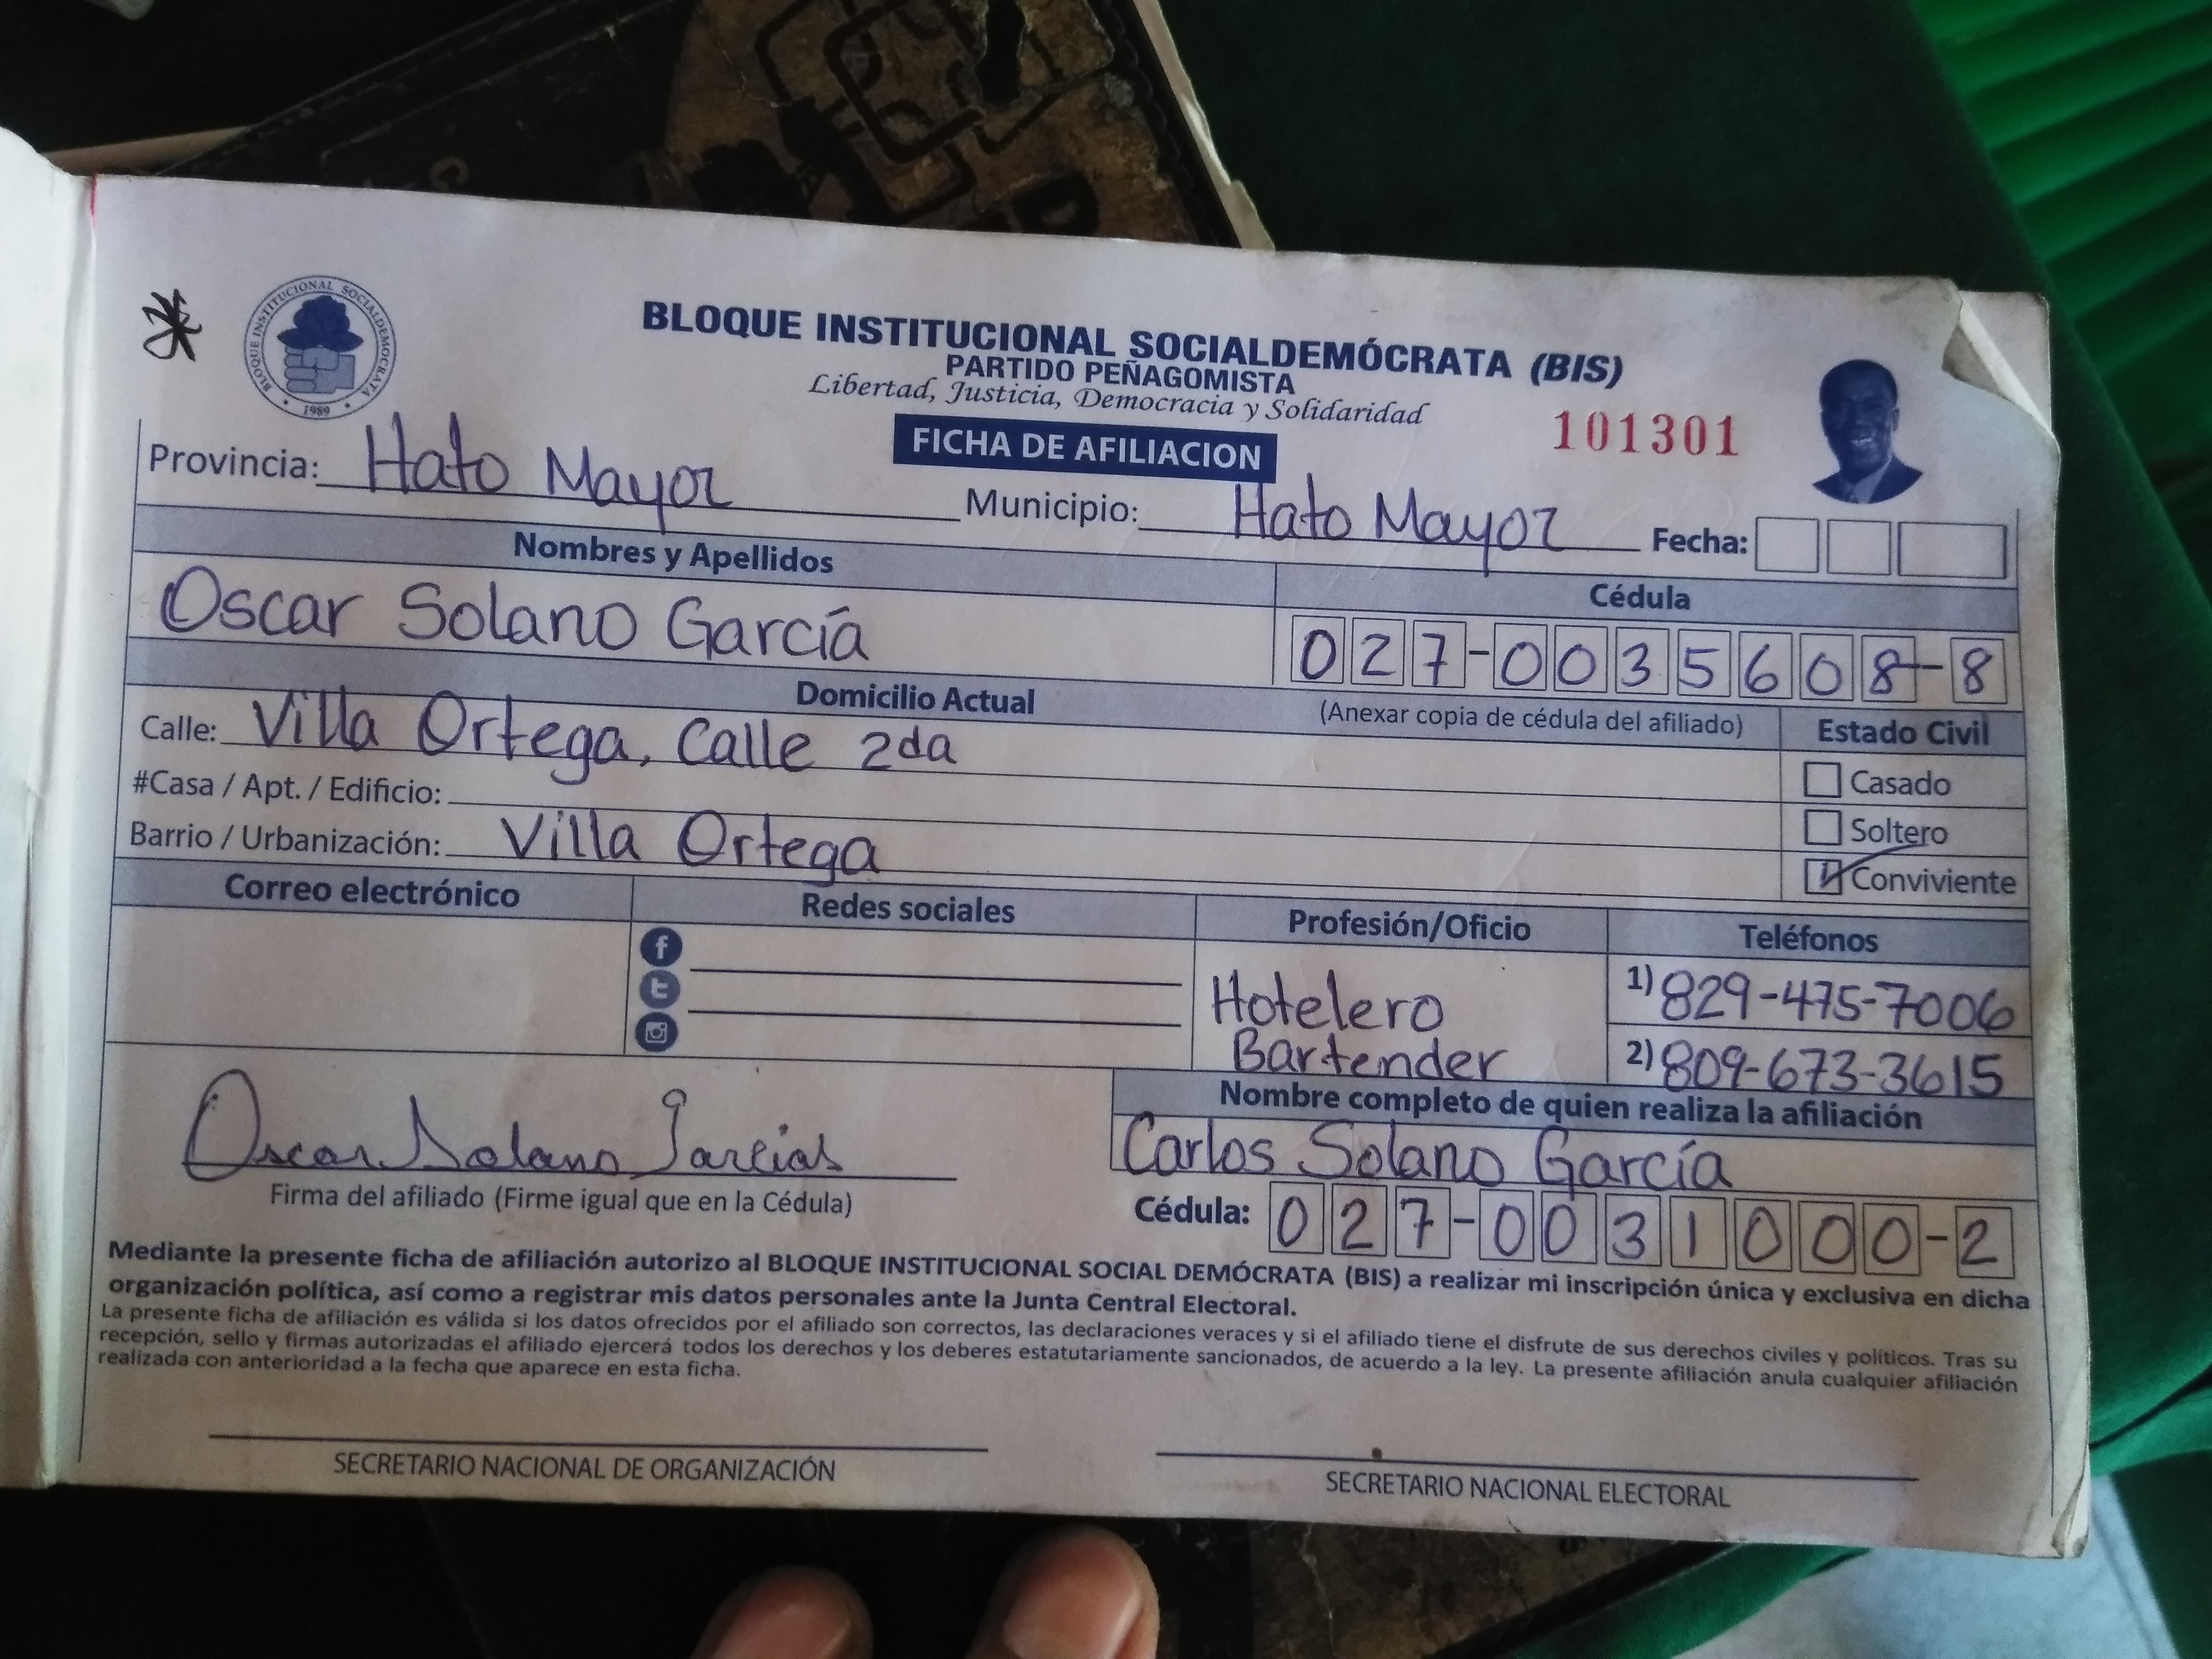 BLOQUE INSTITUCIONAL SOCIALDEMOCRATA
1989
BLOQUE INSTITUCIONAL SOCIALDEMÓCRATA (BIS)
PARTIDO PEÑAGOMISTA
Libertad, Justicia, Democracia y Solidaridad
FICHA DE AFILIACION
101301
Provincia: Hato Mayor Municipio: Hato Mayor Fecha:
Nombres y Apellidos Cédula
Oscar Solano García 027-0035608-8
Domicilio Actual (Anexar copia de cédula del afiliado) Estado Civil
Calle: Villa Ortega, Calle 2da
Casado
#Casa / Apt. / Edificio:
Soltero
Barrio / Urbanización: Villa Ortega
Conviviente
Correo electrónico Redes sociales Profesión/Oficio Teléfonos
Hotelero 1) 829-475-7006
Bartender 2) 809-673-3615
Nombre completo de quien realiza la afiliación
Oscar Solano Garcias Carlos Solano García
Firma del afiliado (Firme igual que en la Cédula) Cédula: 027-0031000-2
Mediante la presente ficha de afiliación autorizo al BLOQUE INSTITUCIONAL SOCIAL DEMÓCRATA (BIS) a realizar mi inscripción única y exclusiva en dicha
organización política, así como a registrar mis datos personales ante la Junta Central Electoral.
La presente ficha de afiliación es válida si los datos ofrecidos por el afiliado son correctos, las declaraciones veraces y si el afiliado tiene el disfrute de sus derechos civiles y políticos. Tras su
recepción, sello y firmas autorizadas el afiliado ejercerá todos los derechos y los deberes estatutariamente sancionados, de acuerdo a la ley. La presente afiliación anula cualquier afiliación
realizada con anterioridad a la fecha que aparece en esta ficha.
SECRETARIO NACIONAL DE ORGANIZACIÓN SECRETARIO NACIONAL ELECTORAL